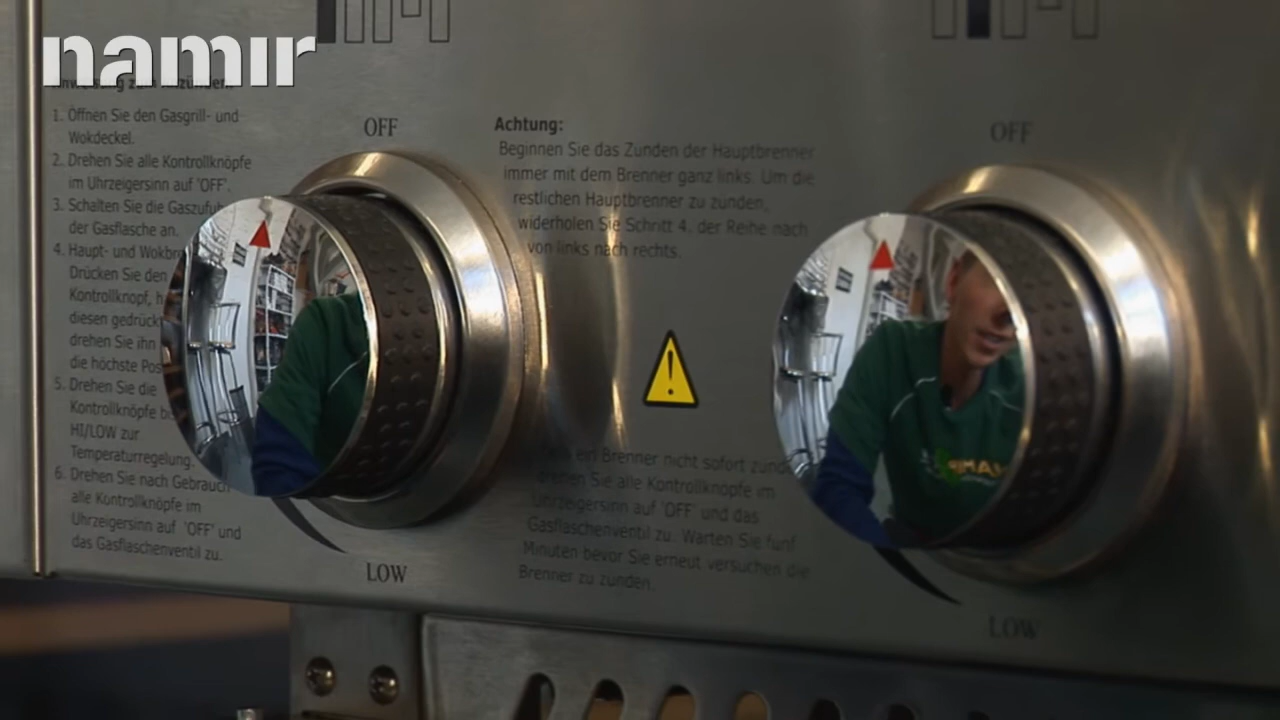 namir
1. Öffnen Sie den Gasgrill- und
Wokdeckel.
2. Drehen Sie alle Kontrollknöpfe
im Uhrzeigersinn auf 'OFF'.
3. Schalten Sie die
der Gasflasche an.
4. Haupt- und
Drücken Sie den
Kontrollknopf,
diesen
drehen Sie ihn
die höchste
5. Drehen Sie die
Kontrollknöpfe
HI/LOW zur
Temperaturregelung.
6. Drehen Sie nach Gebrauch
alle Kontrollknöpfe im
Uhrzeigersinn auf 'OFF' und
das Gasflaschenventil zu.
OFF
LOW
Achtung:
Beginnen Sie das Zünden der Hauptbrenner
immer mit dem Brenner ganz links. Um die
restlichen Hauptbrenner zu zünden,
widerholen Sie Schritt 4. der Reihe nach
von links nach rechts.
!
ein Brenner nicht sofort
drehen Sie alle Kontrollknöpfe im
Uhrzeigersinn auf 'OFF' und das
Gasflaschenventil zu. Warten Sie fünf
Minuten bevor Sie erneut versuchen die
Brenner zu zünden.
OFF
LOW